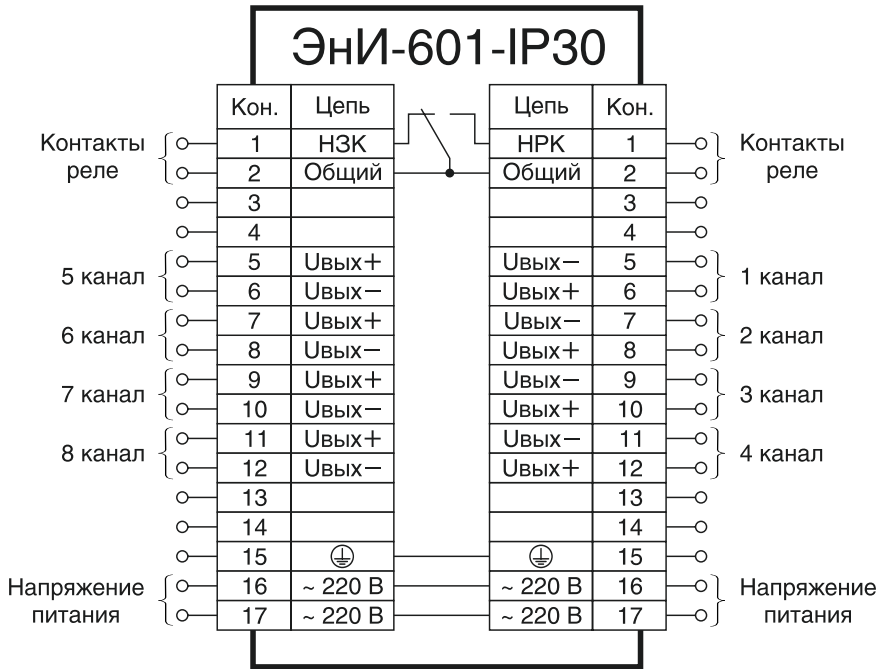 ЭнИ-601-IP30
Кон. Цепь Цепь Кон.
Контакты реле 1 НЗК НРК 1 Контакты реле
2 Общий Общий 2
3 3
4 4
5 канал 5 Uвых+ Uвых− 5 1 канал
6 Uвых− Uвых+ 6
6 канал 7 Uвых+ Uвых− 7 2 канал
8 Uвых− Uвых+ 8
7 канал 9 Uвых+ Uвых− 9 3 канал
10 Uвых− Uвых+ 10
8 канал 11 Uвых+ Uвых− 11 4 канал
12 Uвых− Uвых+ 12
13 13
14 14
15 15
Напряжение питания 16 ~ 220 В ~ 220 В 16 Напряжение питания
17 ~ 220 В ~ 220 В 17